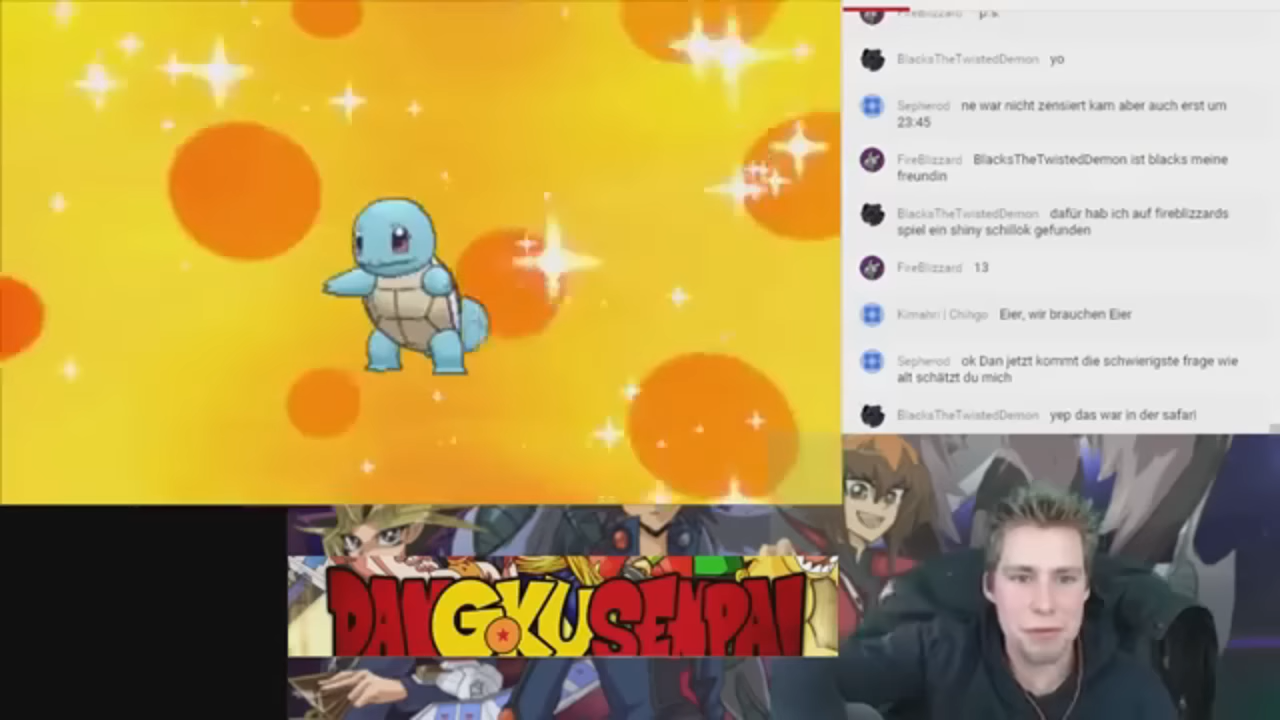 FireBlizzard p.s.
BlacksTheTwistedDemon yo
Sepherod ne war nicht zensiert kam aber auch erst um
23:45
FireBlizzard BlacksTheTwistedDemon ist blacks meine
freundin
BlacksTheTwistedDemon dafür hab ich auf fireblizzards
spiel ein shiny schillok gefunden
FireBlizzard 13
Kimahri | Chihgo Eier, wir brauchen Eier
Sepherod ok Dan jetzt kommt die schwierigste frage wie
alt schätzt du mich
BlacksTheTwistedDemon yep das war in der safari
DANGOKUSENPAI